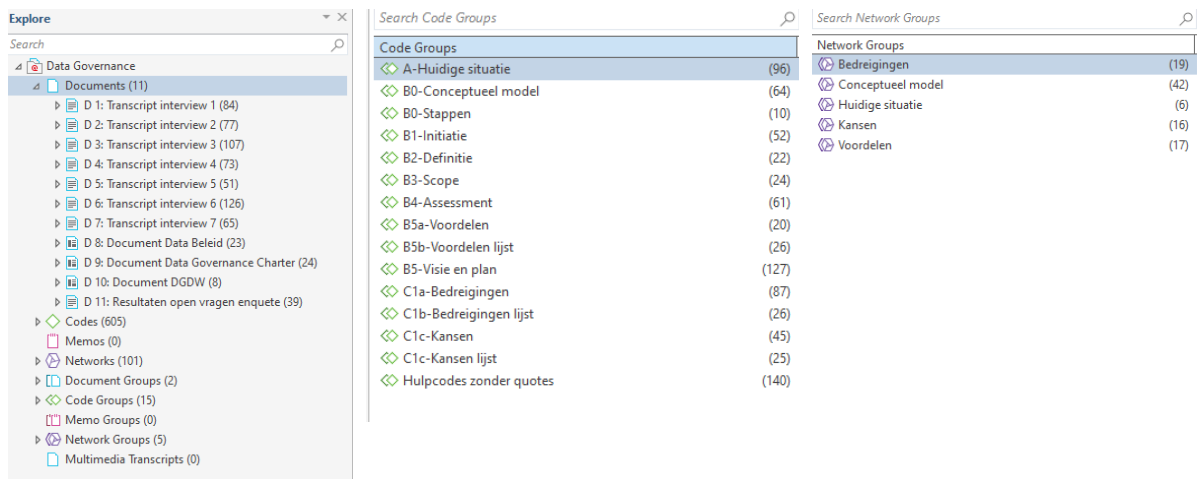 Explore
Search
Data Governance
Documents (11)
D 1: Transcript interview 1 (84)
D 2: Transcript interview 2 (77)
D 3: Transcript interview 3 (107)
D 4: Transcript interview 4 (73)
D 5: Transcript interview 5 (51)
D 6: Transcript interview 6 (126)
D 7: Transcript interview 7 (65)
D 8: Document Data Beleid (23)
D 9: Document Data Governance Charter (24)
D 10: Document DGDW (8)
D 11: Resultaten open vragen enquete (39)
Codes (605)
Memos (0)
Networks (101)
Document Groups (2)
Code Groups (15)
Memo Groups (0)
Network Groups (5)
Multimedia Transcripts (0)
Search Code Groups
Code Groups
A-Huidige situatie (96)
B0-Conceptueel model (64)
B0-Stappen (10)
B1-Initiatie (52)
B2-Definitie (22)
B3-Scope (24)
B4-Assessment (61)
B5a-Voordelen (20)
B5b-Voordelen lijst (26)
B5-Visie en plan (127)
C1a-Bedreigingen (87)
C1b-Bedreigingen lijst (26)
C1c-Kansen (45)
C1c-Kansen lijst (25)
Hulpcodes zonder quotes (140)
Search Network Groups
Network Groups
Bedreigingen (19)
Conceptueel model (42)
Huidige situatie (6)
Kansen (16)
Voordelen (17)